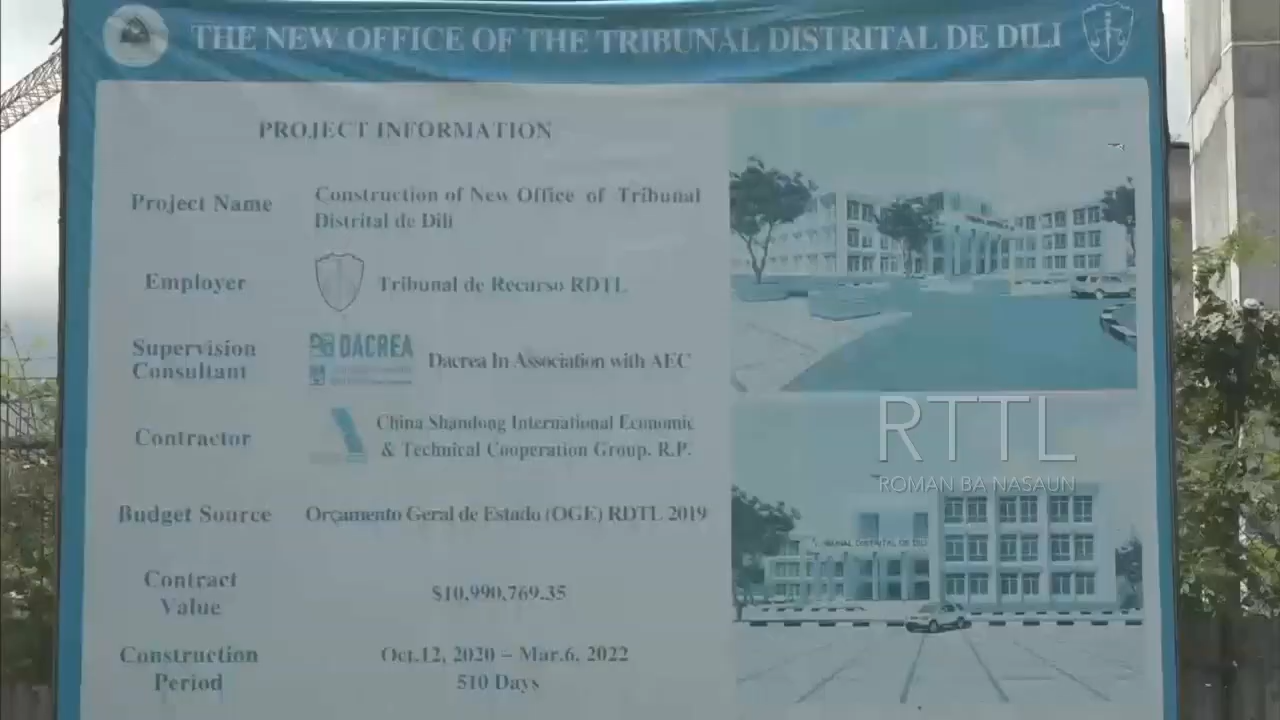 THE NEW OFFICE OF THE TRIBUNAL DISTRITAL DE DILI
PROJECT INFORMATION
Project Name
Construction of New Office of Tribunal
Distrital de Dili
Employer
Tribunal de Recurso RDTL
Supervision
Consultant
DACREA
Dacrea In Association with AEC
Contractor
China Shandong International Economic
& Technical Cooperation Group. R.P.
Budget Source
Orçamento Geral de Estado (OGE) RDTL 2019
Contract
Value
$10,990,769.35
Construction
Period
Oct.12, 2020 – Mar.6, 2022
510 Days
RTTL
ROMAN BA NASAUN
TRIBUNAL DISTRITAL DE DILI